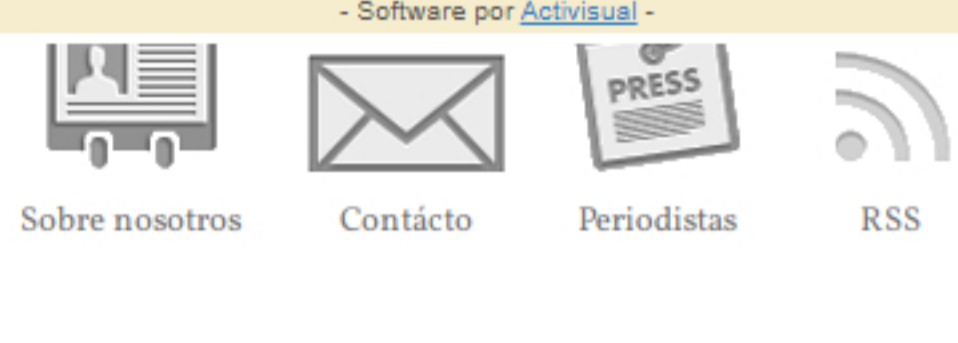 - Software por Activisual -
PRESS
Sobre nosotros Contácto Periodistas RSS